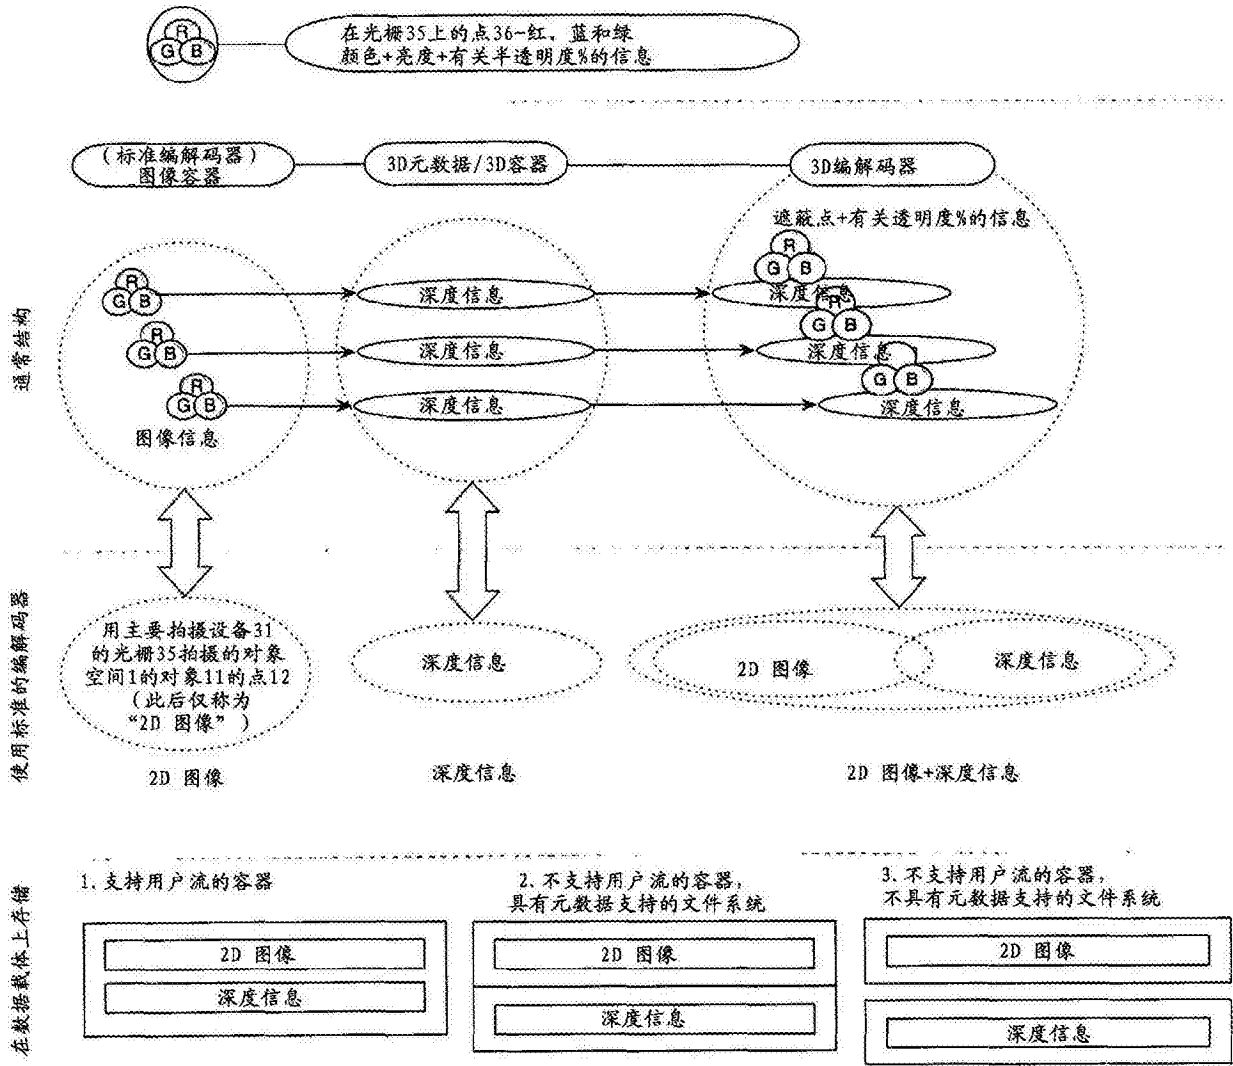 R
G B
在光栅35上的点36-红、蓝和绿
颜色+亮度+有关半透明度%的信息
(标准编解码器)
图像容器
3D元数据/3D容器
3D编解码器
遮蔽点+有关透明度%的信息
R
G B
深度信息
R
G B
深度信息
R
G B
深度信息
R
G B
深度信息
R
G B
深度信息
G B
深度信息
图像信息
通常结构
用主要拍摄设备31
的光栅35拍摄的对象
空间1的对象11的点12
(此后仅称为
“2D 图像”)
深度信息
2D 图像
深度信息
2D 图像
深度信息
2D 图像+深度信息
使用标准的编解码器
1.支持用户流的容器
2D 图像
深度信息
2.不支持用户流的容器,
具有元数据支持的文件系统
2D 图像
深度信息
3.不支持用户流的容器,
不具有元数据支持的文件系统
2D 图像
深度信息
在数据载体上存储